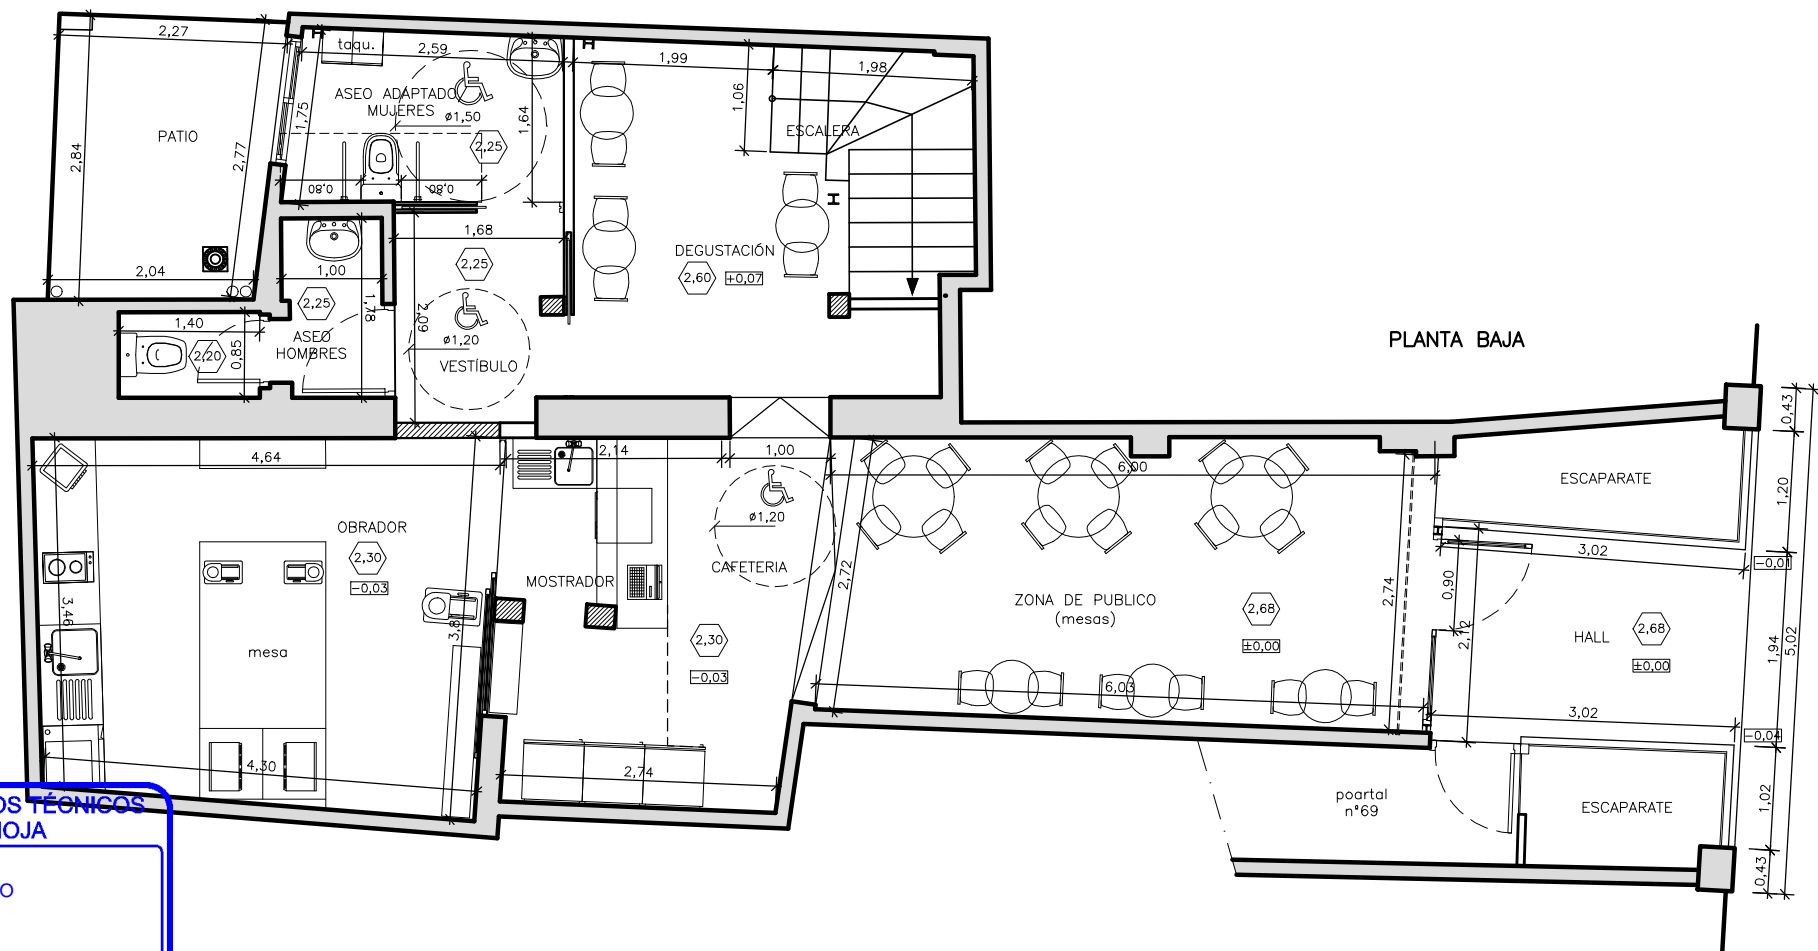 2,27
taqu.
2,59
1,99
1,98
1,06
ASEO ADAPTADO
MUJERES
1,75
ø1,50
1,64
2,25
PATIO
ESCALERA
2,84
2,77
0,80
0,80
1,68
2,25
DEGUSTACIÓN
2,60
+0,07
2,04
1,00
2,25
1,78
2,09
1,40
ASEO
HOMBRES
2,20
0,85
ø1,20
VESTÍBULO
PLANTA BAJA
0,43
4,64
2,14
1,00
6,00
ESCAPARATE
1,20
OBRADOR
2,30
-0,03
ø1,20
CAFETERIA
MOSTRADOR
2,72
2,74
3,02
-0,01
0,90
2,12
3,46
3,8
ZONA DE PUBLICO
(mesas)
2,68
±0,00
HALL
2,68
±0,00
1,94
5,02
mesa
2,30
-0,03
6,03
3,02
-0,04
4,30
2,74
poartal
nº69
ESCAPARATE
1,02
0,43
OS TÉCNICOS
IOJA
O